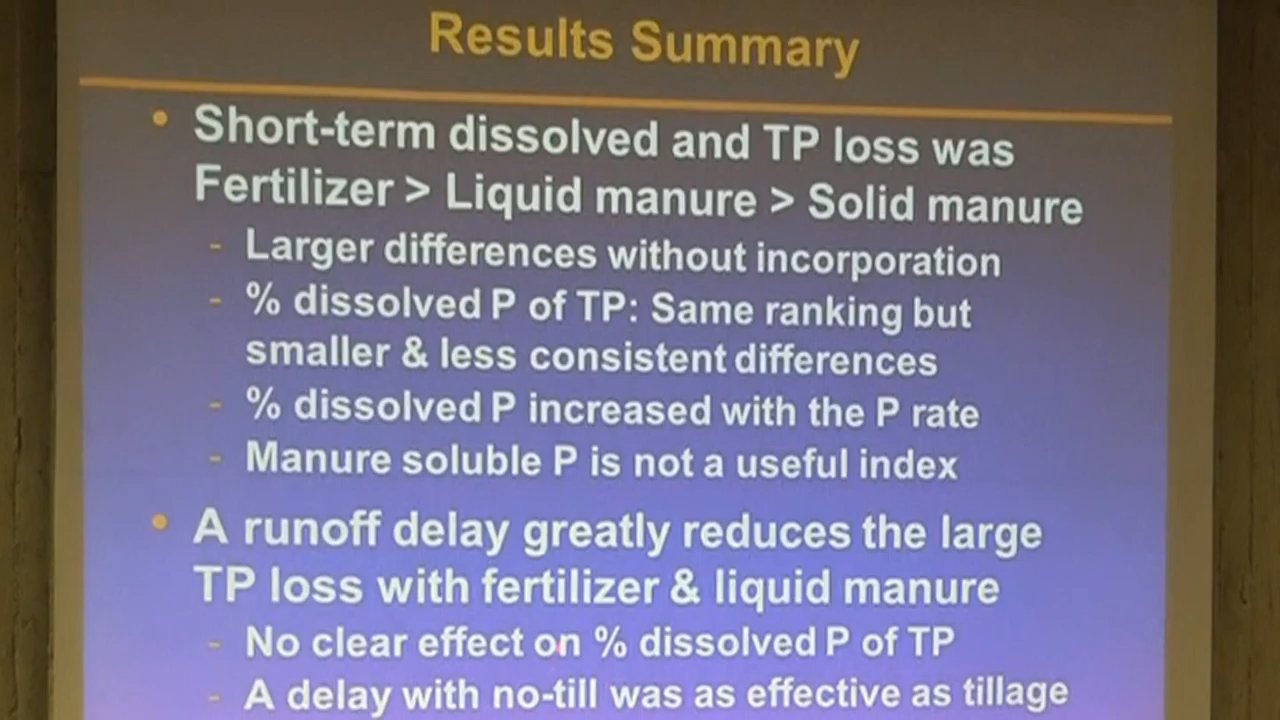 Results Summary
• Short-term dissolved and TP loss was
Fertilizer > Liquid manure > Solid manure
- Larger differences without incorporation
- % dissolved P of TP: Same ranking but
smaller & less consistent differences
- % dissolved P increased with the P rate
- Manure soluble P is not a useful index
• A runoff delay greatly reduces the large
TP loss with fertilizer & liquid manure
- No clear effect on % dissolved P of TP
- A delay with no-till was as effective as tillage